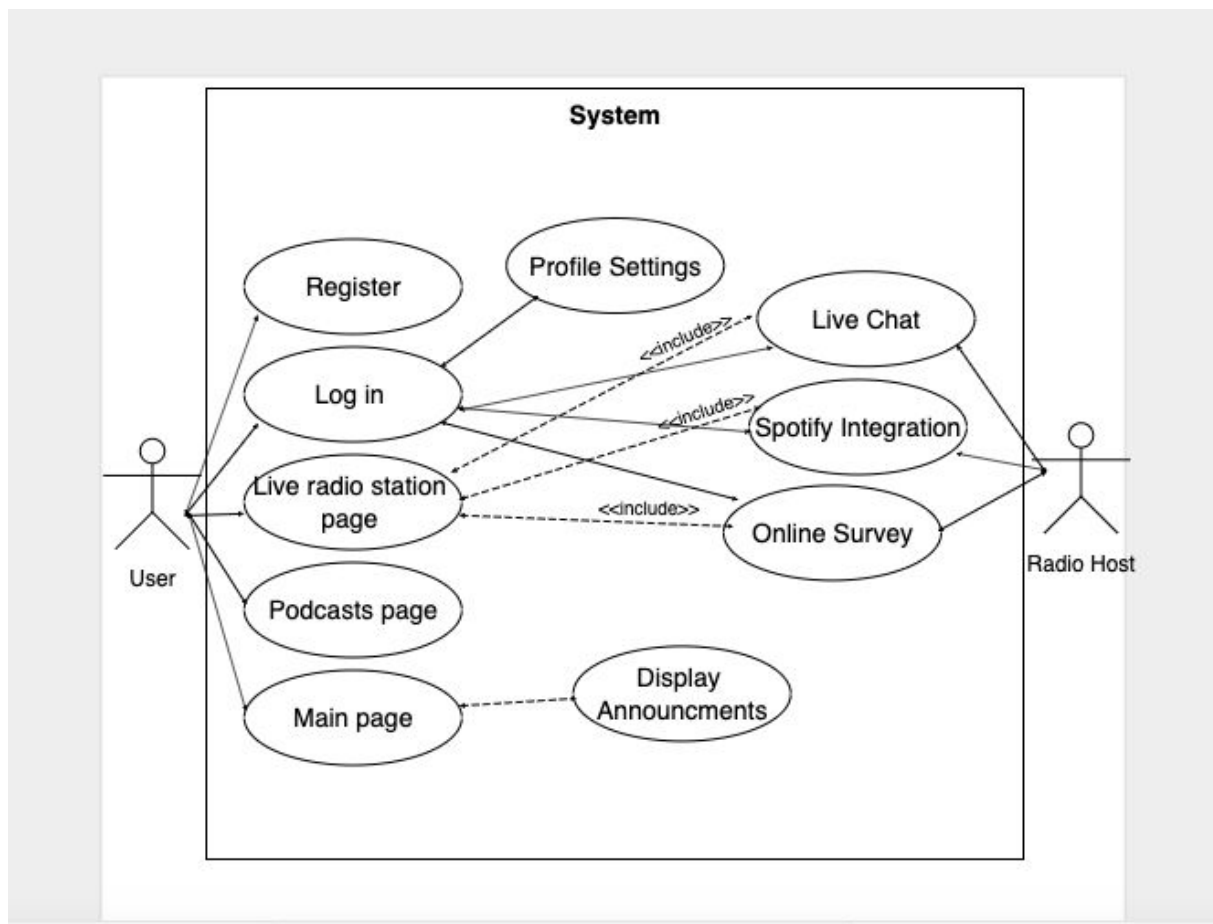 System
Profile Settings
Register
Live Chat
<<include>>
Log in
<<include>>
Spotify Integration
Live radio station
page
<<include>>
Online Survey
User
Radio Host
Podcasts page
Display
Announcments
Main page